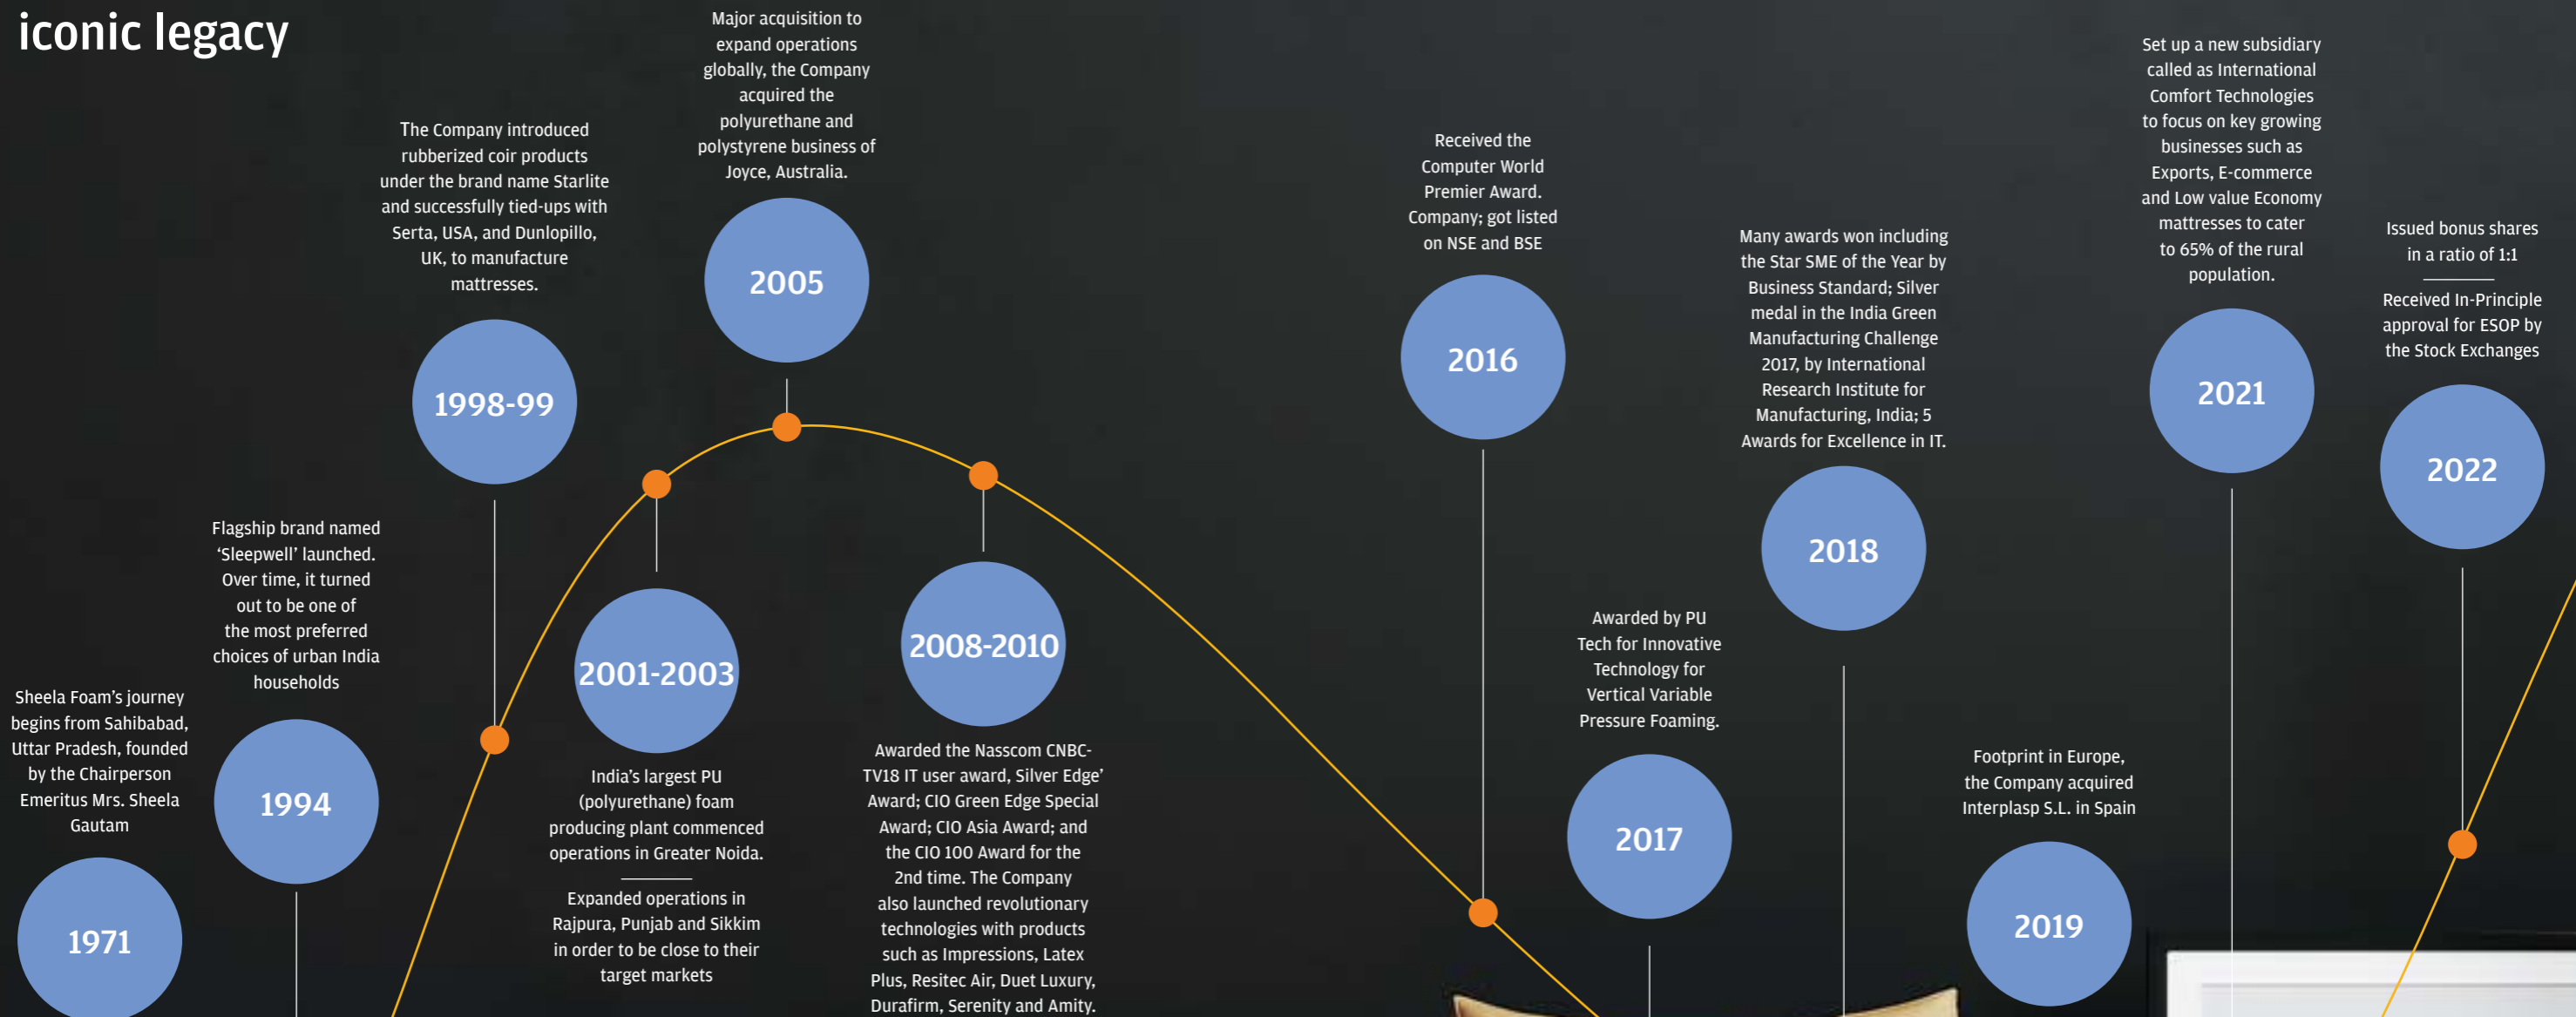 iconic legacy
Sheela Foam’s journey
begins from Sahibabad,
Uttar Pradesh, founded
by the Chairperson
Emeritus Mrs. Sheela
Gautam
1971
Flagship brand named
‘Sleepwell’ launched.
Over time, it turned
out to be one of
the most preferred
choices of urban India
households
1994
The Company introduced
rubberized coir products
under the brand name Starlite
and successfully tied-ups with
Serta, USA, and Dunlopillo,
UK, to manufacture
mattresses.
1998-99
2001-2003
India’s largest PU
(polyurethane) foam
producing plant commenced
operations in Greater Noida.
Expanded operations in
Rajpura, Punjab and Sikkim
in order to be close to their
target markets
Major acquisition to
expand operations
globally, the Company
acquired the
polyurethane and
polystyrene business of
Joyce, Australia.
2005
2008-2010
Awarded the Nasscom CNBC-
TV18 IT user award, Silver Edge’
Award; CIO Green Edge Special
Award; CIO Asia Award; and
the CIO 100 Award for the
2nd time. The Company
also launched revolutionary
technologies with products
such as Impressions, Latex
Plus, Resitec Air, Duet Luxury,
Durafirm, Serenity and Amity.
Received the
Computer World
Premier Award.
Company; got listed
on NSE and BSE
2016
Awarded by PU
Tech for Innovative
Technology for
Vertical Variable
Pressure Foaming.
2017
Many awards won including
the Star SME of the Year by
Business Standard; Silver
medal in the India Green
Manufacturing Challenge
2017, by International
Research Institute for
Manufacturing, India; 5
Awards for Excellence in IT.
2018
Footprint in Europe,
the Company acquired
Interplasp S.L. in Spain
2019
Set up a new subsidiary
called as International
Comfort Technologies
to focus on key growing
businesses such as
Exports, E-commerce
and Low value Economy
mattresses to cater
to 65% of the rural
population.
2021
Issued bonus shares
in a ratio of 1:1
Received In-Principle
approval for ESOP by
the Stock Exchanges
2022